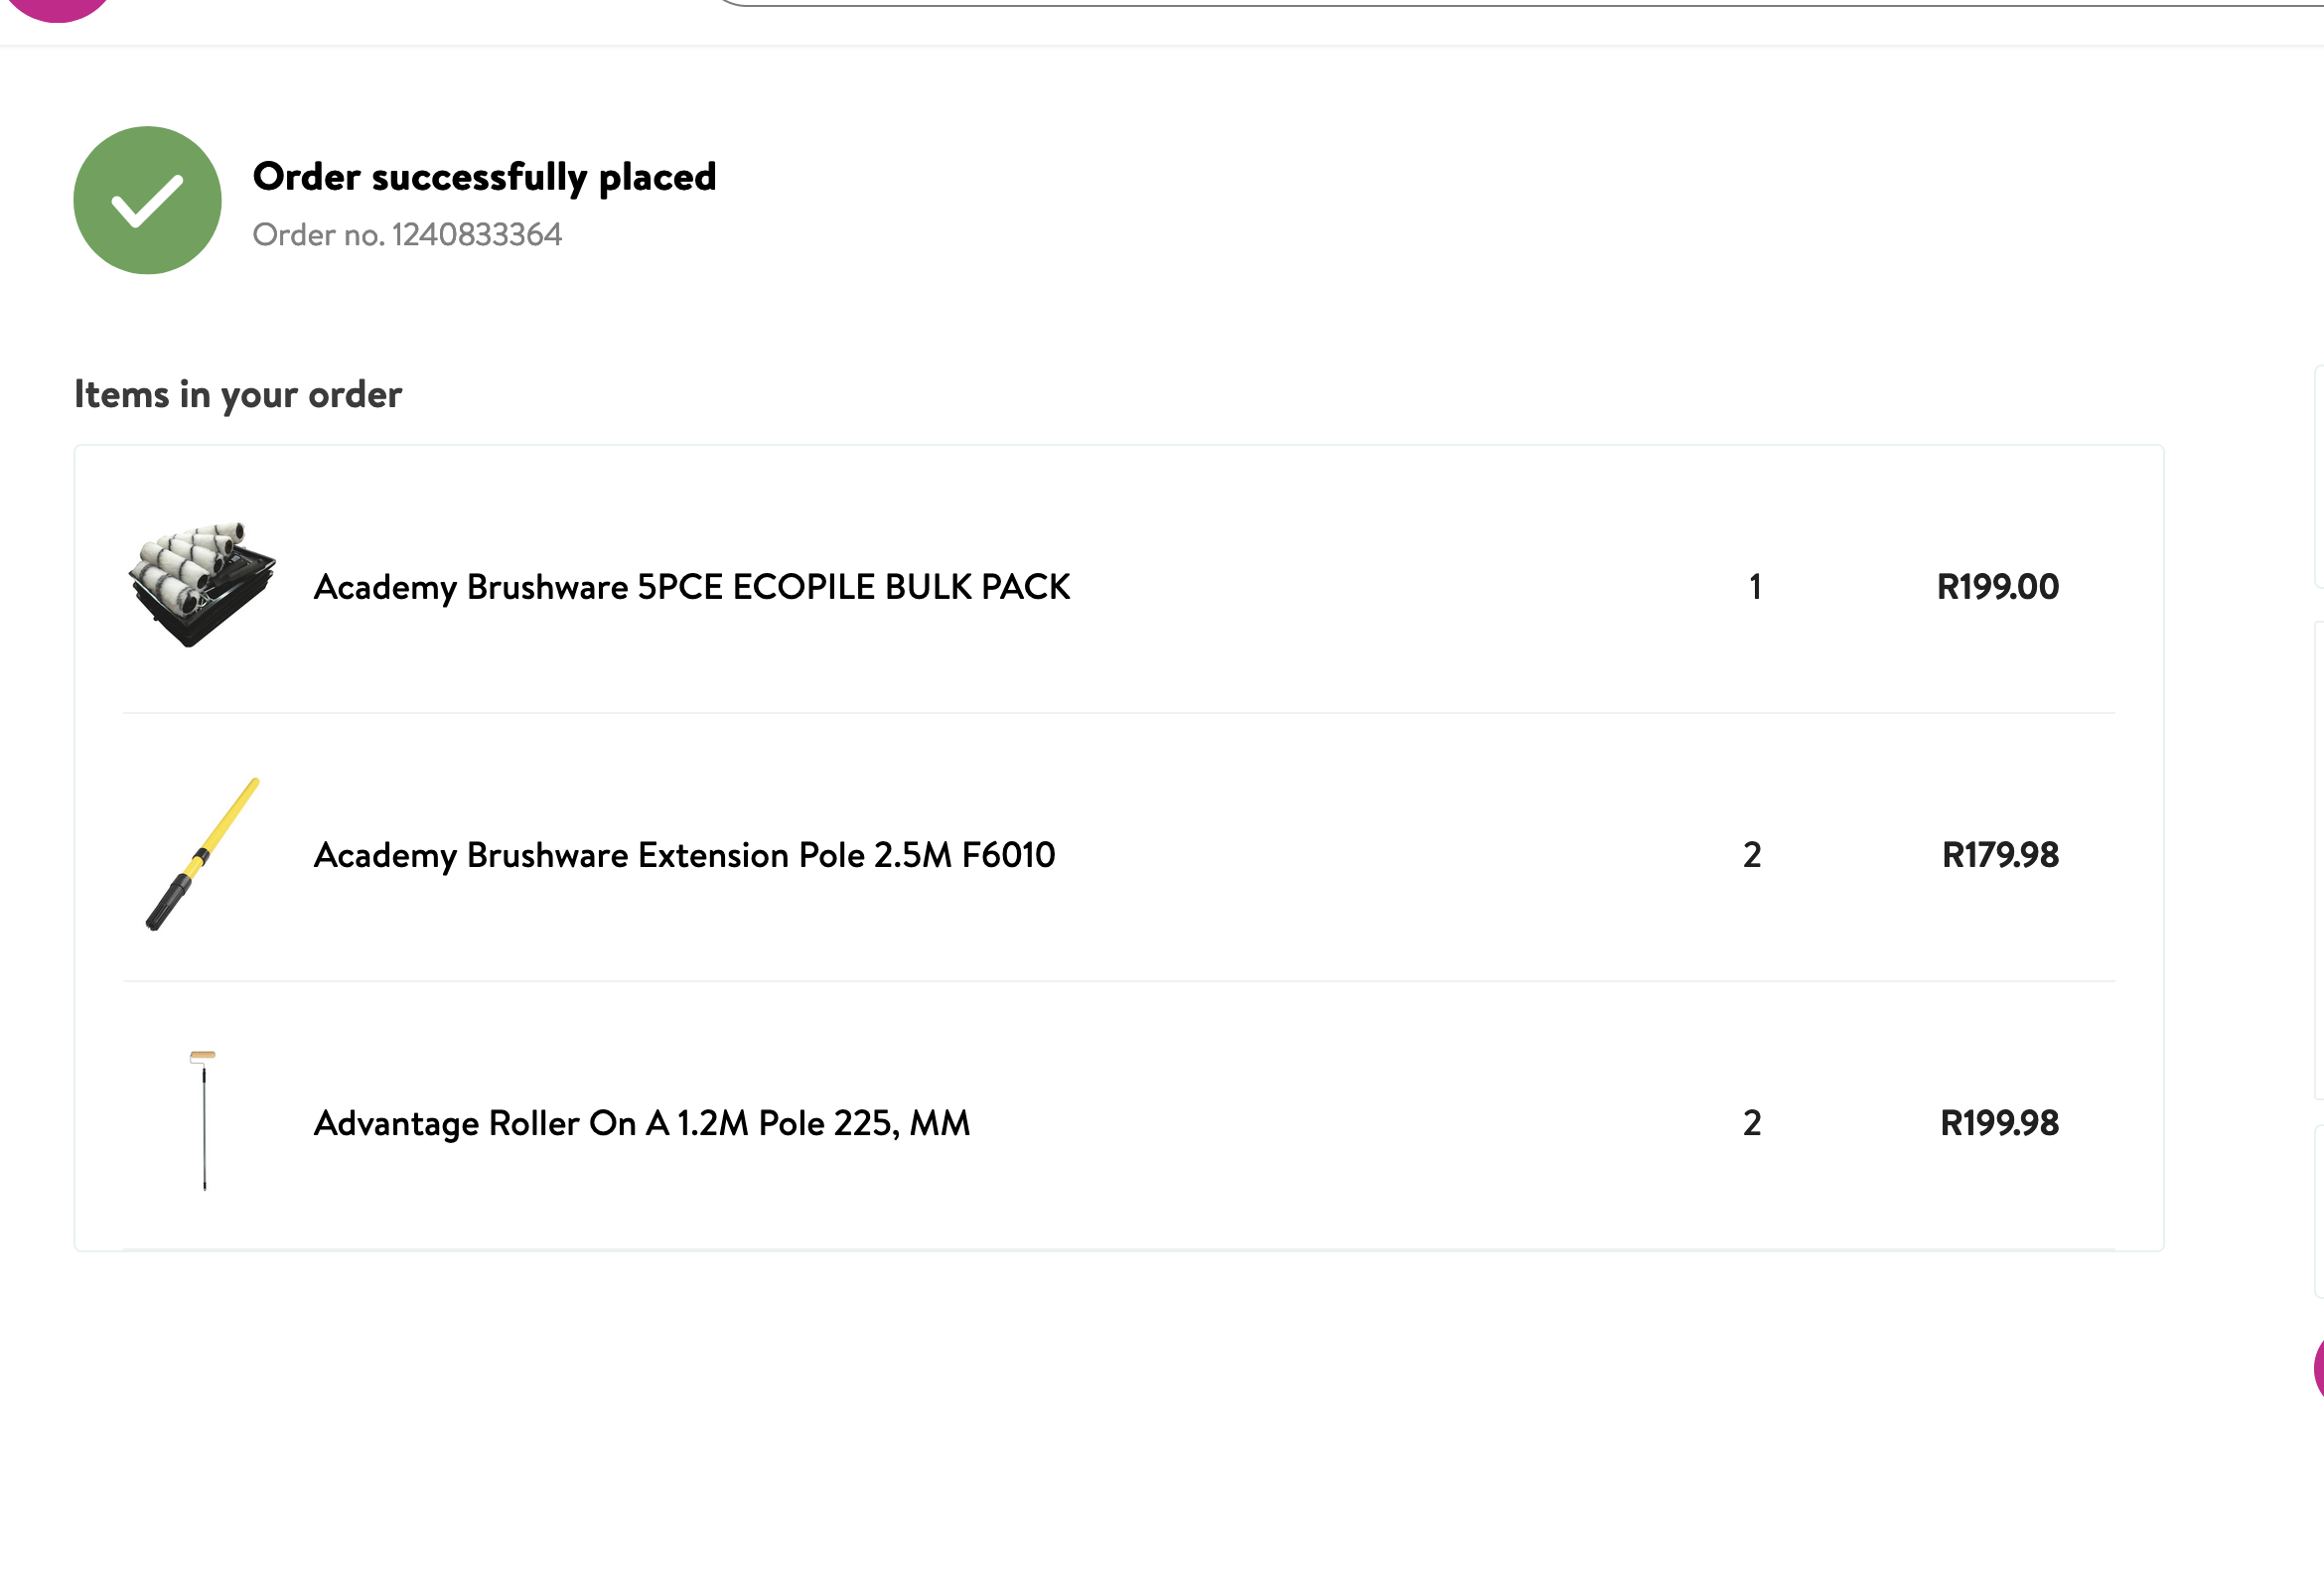 Order successfully placed
Order no. 1240833364
Items in your order
Academy Brushware 5PCE ECOPILE BULK PACK 1 R199.00
Academy Brushware Extension Pole 2.5M F6010 2 R179.98
Advantage Roller On A 1.2M Pole 225, MM 2 R199.98